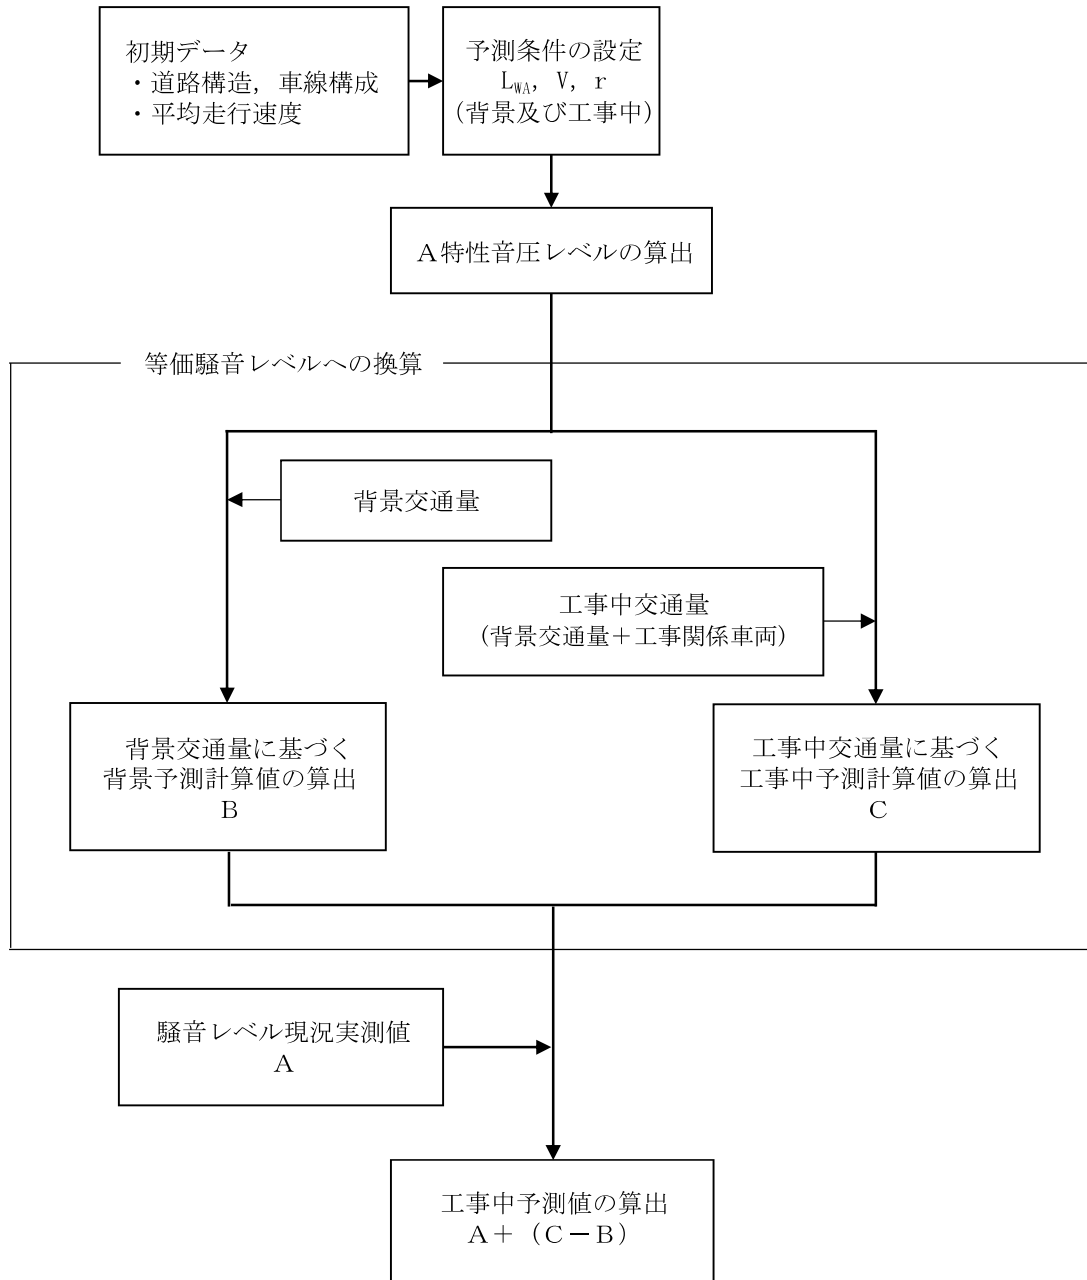 初期データ
・道路構造，車線構成
・平均走行速度
予測条件の設定
LWA, V, r
(背景及び工事中)
Ａ特性音圧レベルの算出
等価騒音レベルへの換算
背景交通量
工事中交通量
(背景交通量＋工事関係車両)
背景交通量に基づく
背景予測計算値の算出
Ｂ
工事中交通量に基づく
工事中予測計算値の算出
Ｃ
騒音レベル現況実測値
Ａ
工事中予測値の算出
Ａ＋（Ｃ－Ｂ）